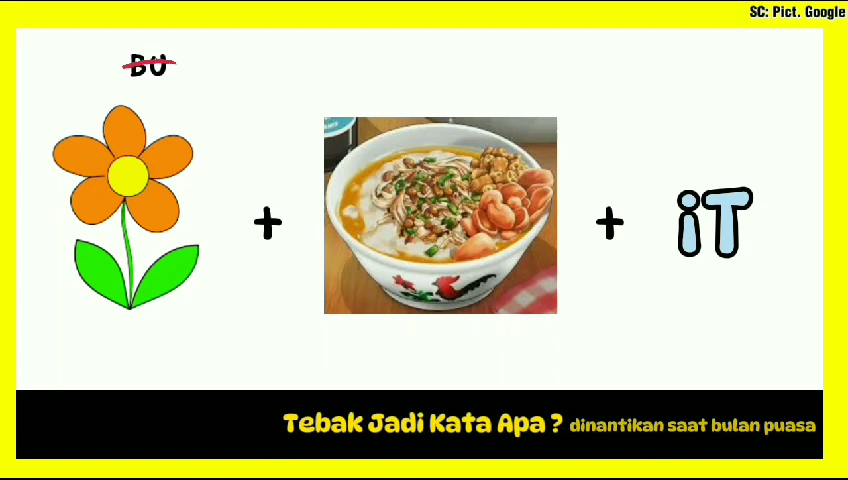 SC: Pict. Google
BU
+ + iT
Tebak Jadi Kata Apa ? dinantikan saat bulan puasa